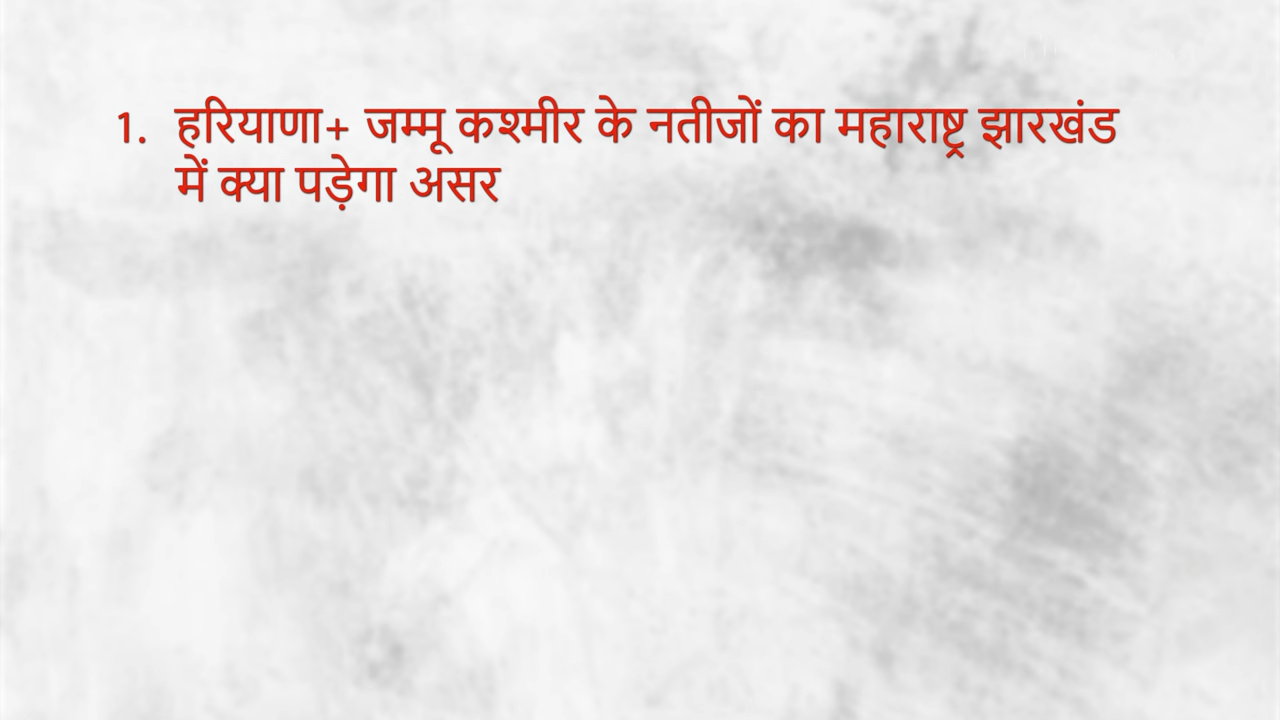 1. हरियाणा+ जम्मू कश्मीर के नतीजों का महाराष्ट्र झारखंड
में क्या पड़ेगा असर